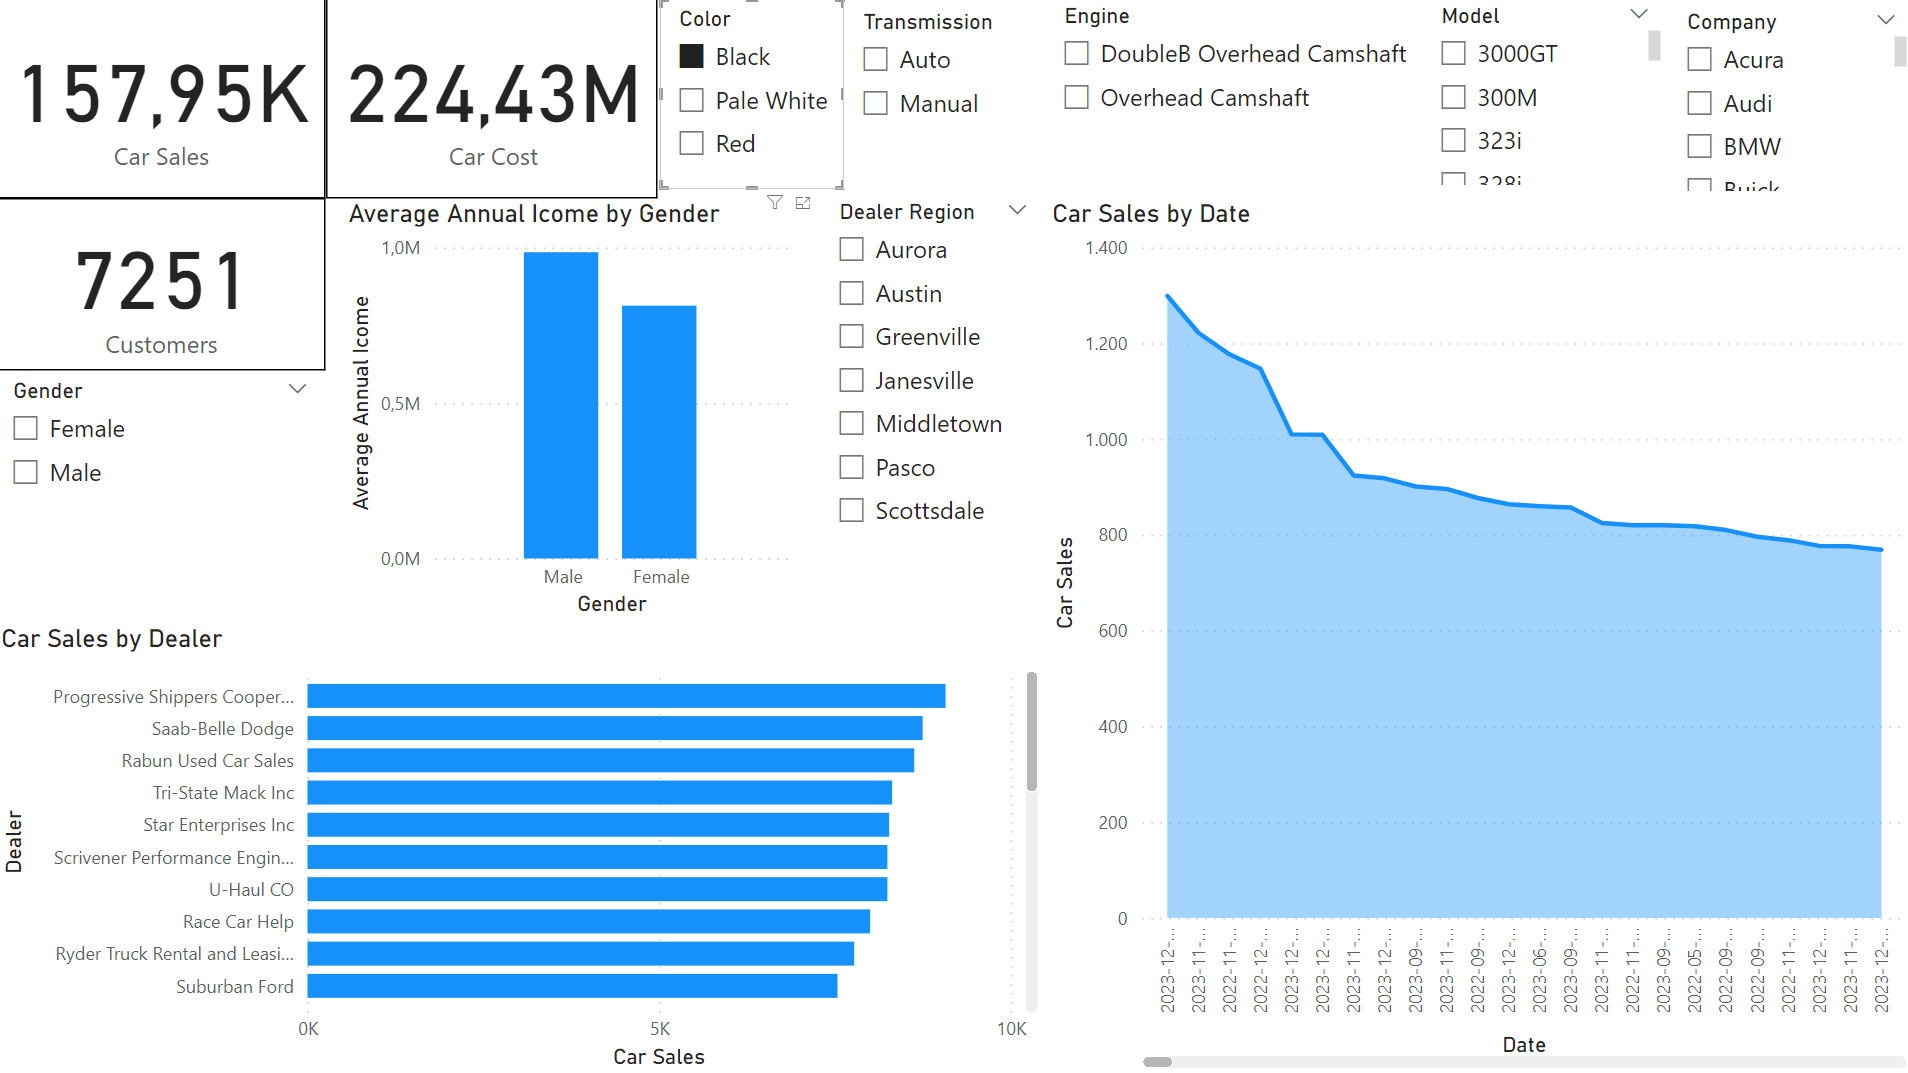 157,95K
Car Sales
224,43M
Car Cost
Color
Black
Pale White
Red
Transmission
Auto
Manual
Engine
DoubleB Overhead Camshaft
Overhead Camshaft
Model
3000GT
300M
323i
328i
Company
Acura
Audi
BMW
Buick
7251
Customers
Gender
Female
Male
Average Annual Icome by Gender
1,0M
0,5M
0,0M
Average Annual Icome
Male
Female
Gender
Dealer Region
Aurora
Austin
Greenville
Janesville
Middletown
Pasco
Scottsdale
Car Sales by Date
1.400
1.200
1.000
800
600
400
200
0
Car Sales
2023-12-...
2023-11-...
2022-11-...
2022-12-...
2023-12-...
2023-12-...
2023-11-...
2023-12-...
2023-09-...
2023-11-...
2022-09-...
2023-12-...
2023-06-...
2023-09-...
2023-11-...
2022-11-...
2023-09-...
2022-05-...
2022-09-...
2022-09-...
2022-11-...
2023-12-...
2023-11-...
2023-12-...
Date
Car Sales by Dealer
Dealer
Progressive Shippers Cooper...
Saab-Belle Dodge
Rabun Used Car Sales
Tri-State Mack Inc
Star Enterprises Inc
Scrivener Performance Engin...
U-Haul CO
Race Car Help
Ryder Truck Rental and Leasi...
Suburban Ford
0K
5K
10K
Car Sales